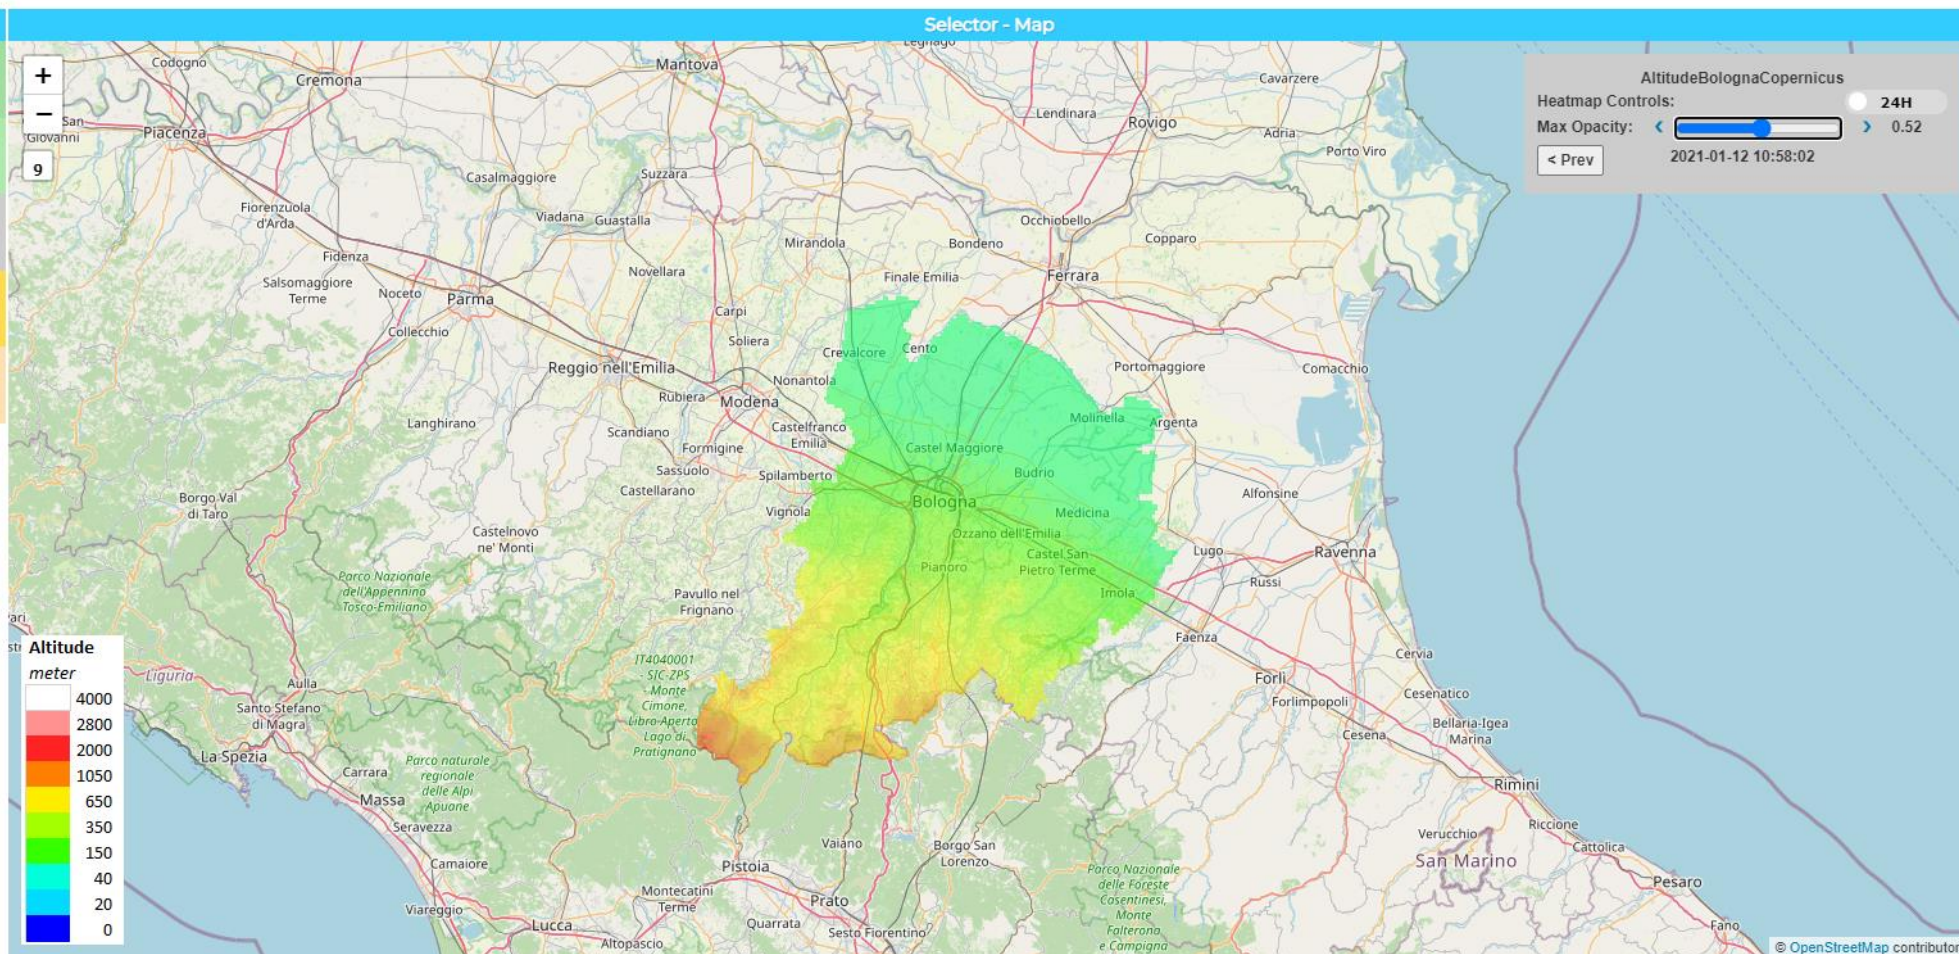 Selector - Map
Legnago
Codogno
Cremona
Mantova
Cavarzere
+
−
9
San
Giovanni
Piacenza
Lendinara
Rovigo
Adria
Porto Viro
AltitudeBolognaCopernicus
Heatmap Controls:
24H
Max Opacity:
0.52
< Prev
2021-01-12 10:58:02
Casalmaggiore
Suzzara
Fiorenzuola
d'Arda
Viadana
Guastalla
Occhiobello
Mirandola
Bondeno
Copparo
Fidenza
Novellara
Finale Emilia
Ferrara
Salsomaggiore
Terme
Noceto
Parma
Carpi
Collecchio
Soliera
Crevalcore
Cento
Reggio nell'Emilia
Nonantola
Portomaggiore
Comacchio
Rubiera
Modena
Langhirano
Scandiano
Castelfranco
Emilia
Molinella
Argenta
Formigine
Castel Maggiore
Sassuolo
Spilamberto
Budrio
Castellarano
Borgo Val
di Taro
Bologna
Alfonsine
Vignola
Medicina
Castelnovo
ne' Monti
Ozzano dell'Emilia
Castel San
Pietro Terme
Lugo
Ravenna
Pianoro
Parco Nazionale
dell'Appennino
Tosco-Emiliano
Russi
Pavullo nel
Frignano
Imola
Faenza
Cervia
IT4040001
- SIC-ZPS
- Monte
Cimone,
Libro Aperto,
Lago di
Pratignano
Liguria
Aulla
Forlì
Cesenatico
Santo Stefano
di Magra
Forlimpopoli
Bellaria-Igea
Marina
Cesena
La Spezia
Carrara
Parco naturale
regionale
delle Alpi
Apuane
Massa
Rimini
Seravezza
Riccione
Verucchio
Cattolica
Vaiano
Borgo San
Lorenzo
San Marino
Camaiore
Pistoia
Pesaro
Parco Nazionale
delle Foreste
Casentinesi,
Monte
Falterona
e Campigna
Montecatini
Terme
Prato
Viareggio
Lucca
Quarrata
Sesto Fiorentino
Fano
Altopascio
Altitude
meter
4000
2800
2000
1050
650
350
150
40
20
0
© OpenStreetMap contributor